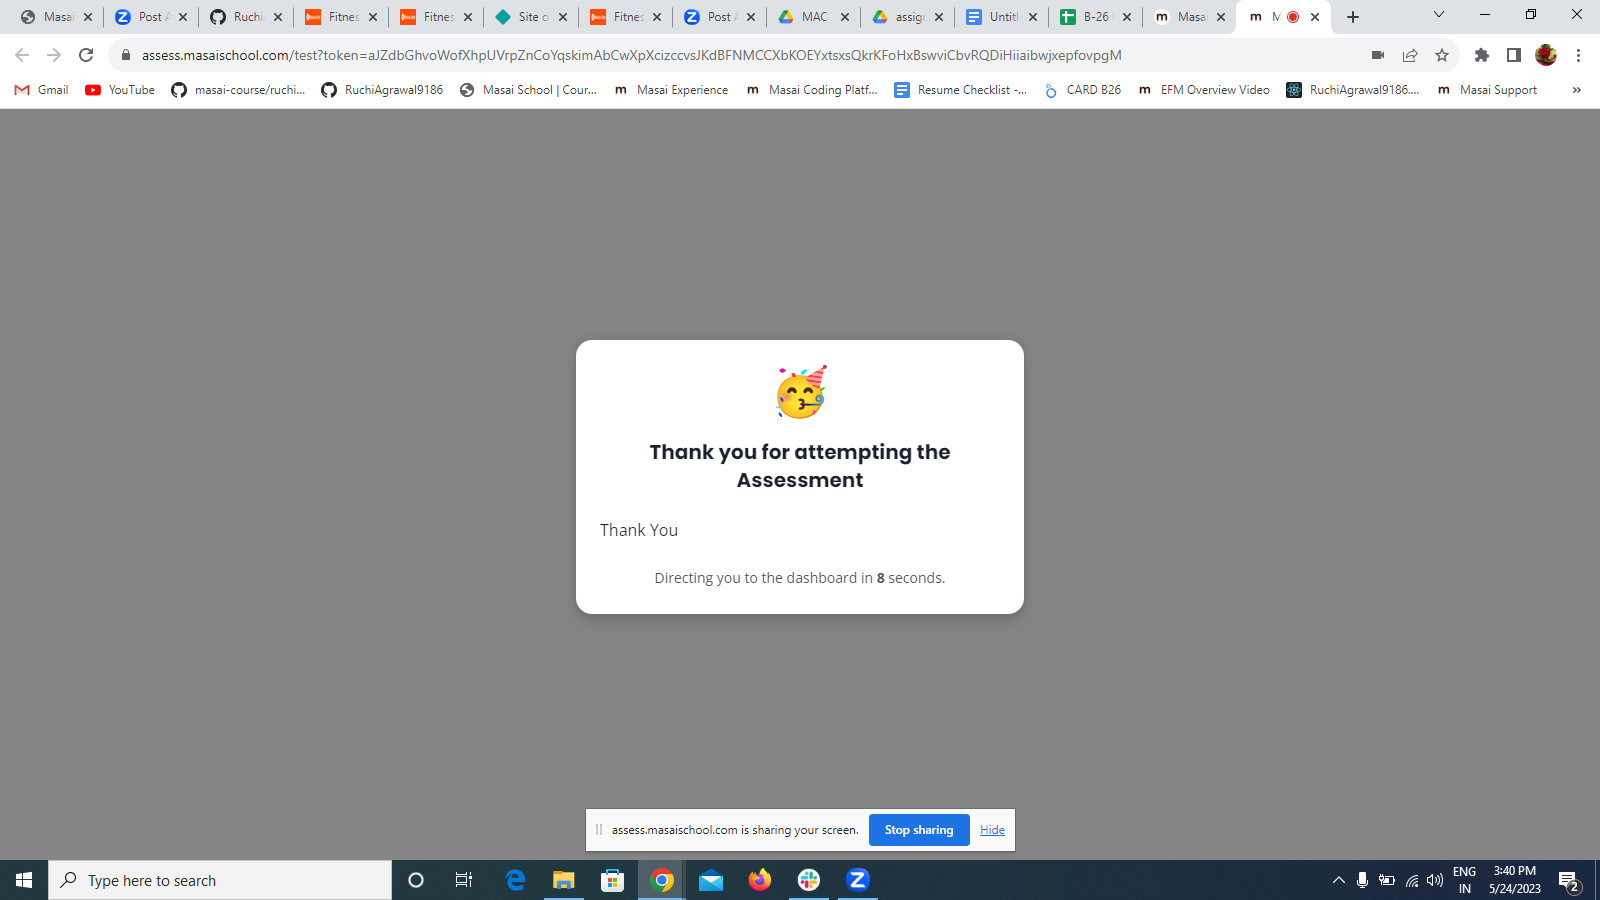 Masai
Post A
Ruchi
Fitnes
Fitnes
Site o
Fitnes
Post A
MAC
assign
Untitl
B-26
Masai
M
assess.masaischool.com/test?token=aJZdbGhvoWofXhpUVrpZnCoYqskimAbCwXpXcizccvsJKdBFNMCCXbKOEYxtsxsQkrKFoHxBswviCbvRQDiHiiaibwjxepfovpgM
Gmail
YouTube
masai-course/ruchi...
RuchiAgrawal9186
Masai School | Cour...
Masai Experience
Masai Coding Platf...
Resume Checklist -...
CARD B26
EFM Overview Video
RuchiAgrawal9186....
Masai Support
Thank you for attempting the
Assessment
Thank You
Directing you to the dashboard in 8 seconds.
assess.masaischool.com is sharing your screen.
Stop sharing
Hide
Type here to search
ENG
IN
3:40 PM
5/24/2023
2